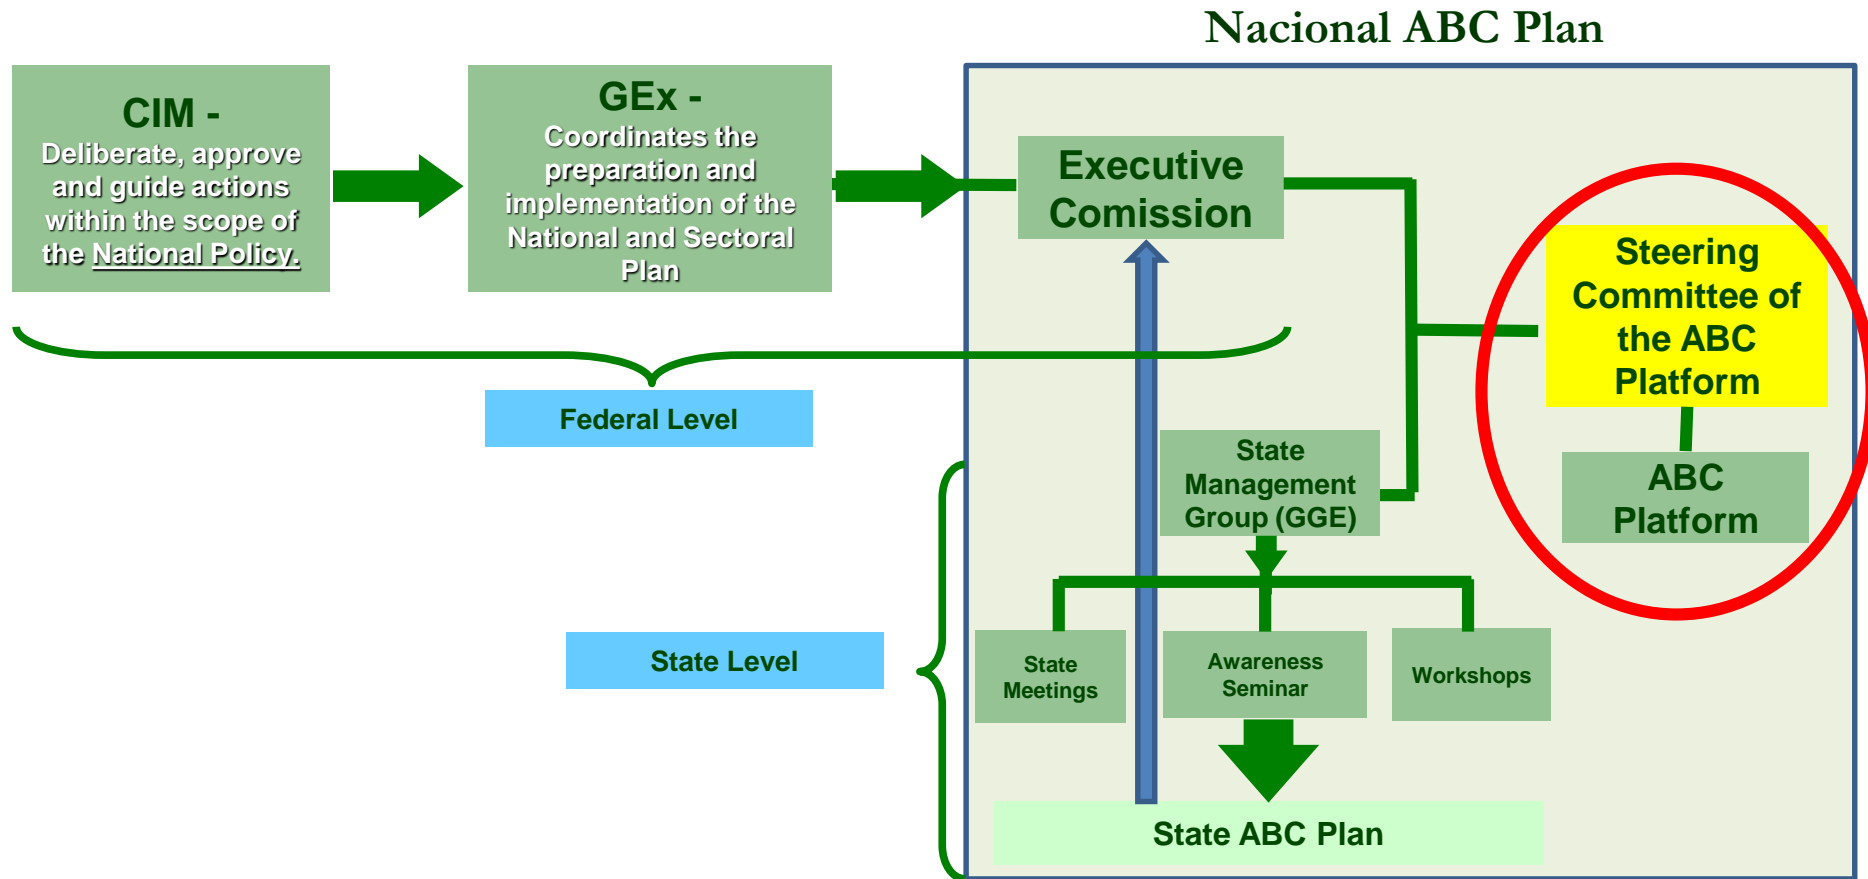 Nacional ABC Plan
CIM -
Deliberate, approve
and guide actions
within the scope of
the National Policy.
GEx -
Coordinates the
preparation and
implementation of the
National and Sectoral
Plan
Executive
Comission
Steering
Committee of
the ABC
Platform
Federal Level
State
Management
Group (GGE)
ABC
Platform
State Level
State
Meetings
Awareness
Seminar
Workshops
State ABC Plan